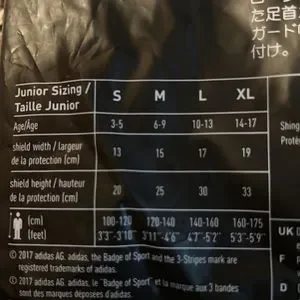 た足首
ガード
付け。
Junior Sizing / S M L XL
Taille Junior
Age/Age 3-5 6-9 10-13 14-17
shield width / largeur 13 15 17 19
de la protection (cm)
shield height / hauteur 20 25 30 33
de la protection (cm)
(cm) 100-120 120-140 140-160 160-175
(feet) 3'3"-3'10" 3'11"-4'6" 4'7"-5'2" 5'3"-5'9"
© 2017 adidas AG. adidas, the Badge of Sport and the 3-Stripes mark are
registered trademarks of adidas.
© 2017 adidas AG. adidas, le "Badge of Sport" et la marque aux 3 bandes
sont des marques déposées d'adidas.
Shing
Protè
UK
F
D